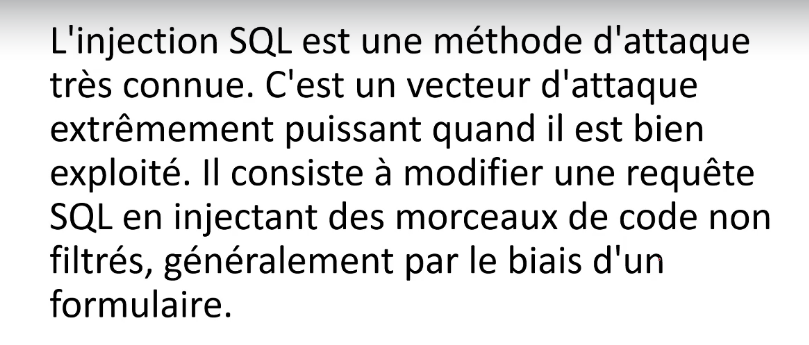 L'injection SQL est une méthode d'attaque
très connue. C'est un vecteur d'attaque
extrêmement puissant quand il est bien
exploité. Il consiste à modifier une requête
SQL en injectant des morceaux de code non
filtrés, généralement par le biais d'un
formulaire.